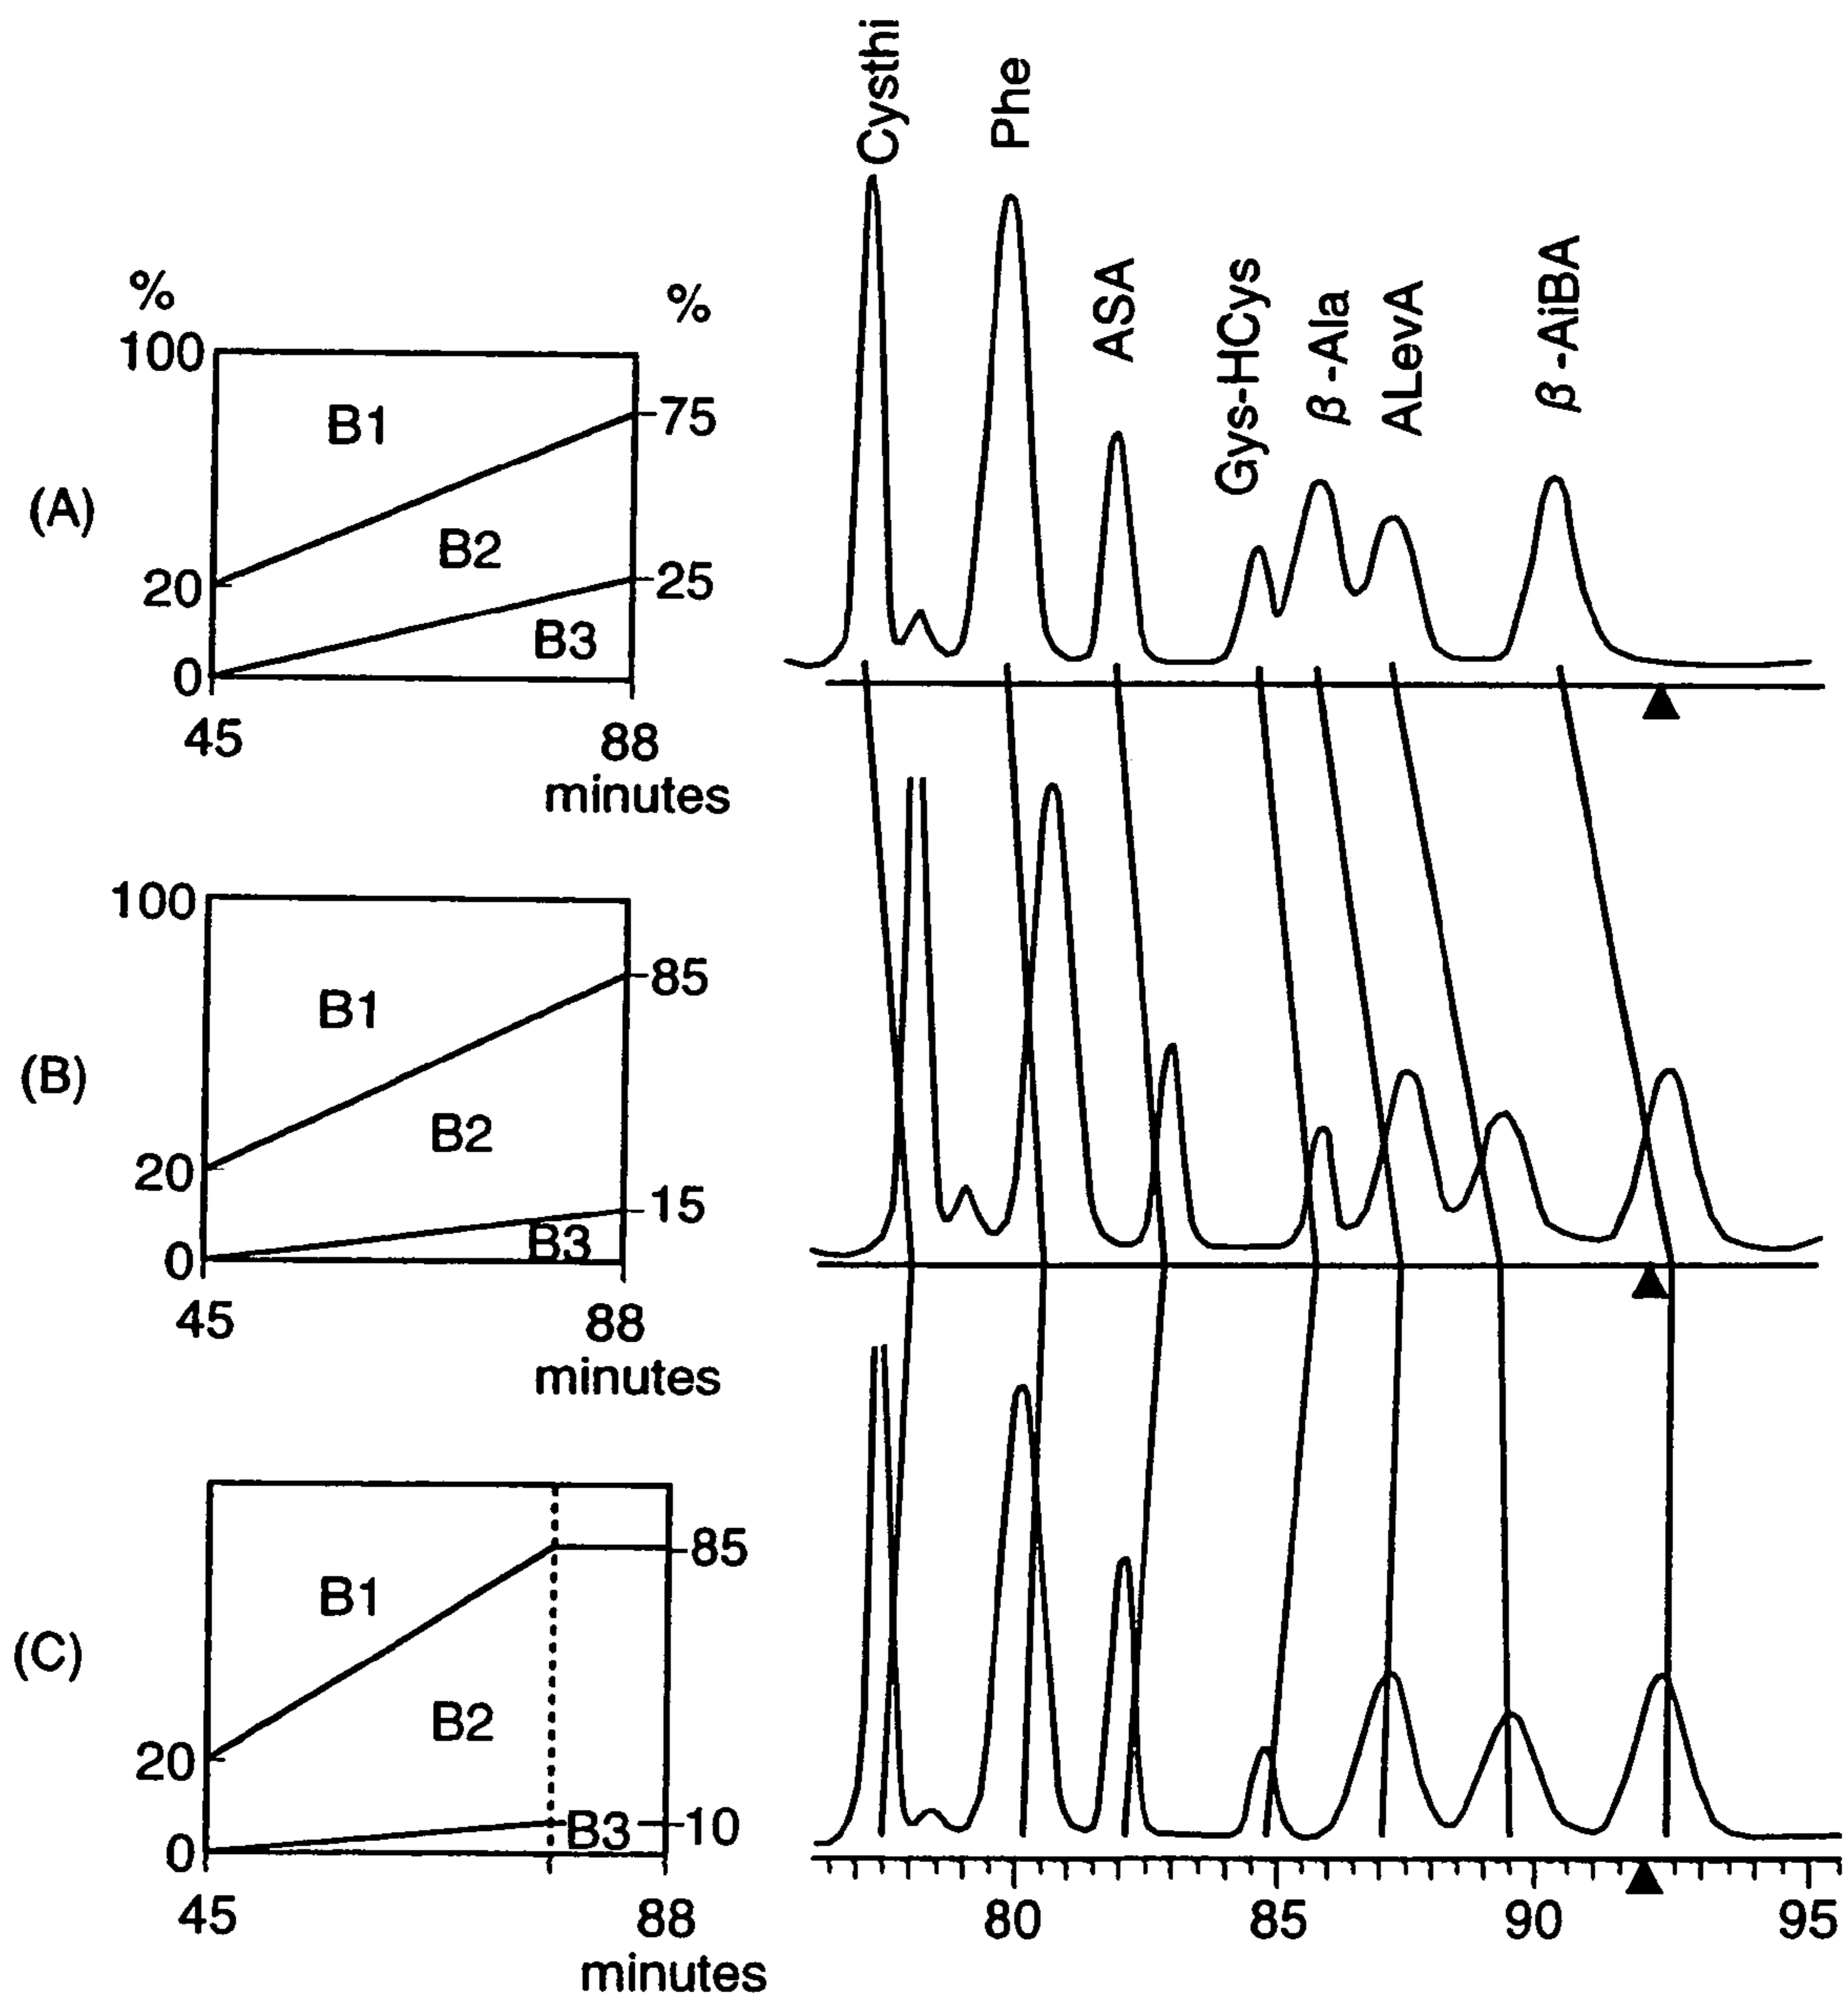 Cysthi
Phe
ASA
Gys-HCys
β-Ala
ALevA
β-AiBA
(A)
%
%
100
75
20
25
0
B1
B2
B3
45
88
minutes
(B)
100
85
20
15
0
B1
B2
B3
45
88
minutes
(C)
85
20
10
0
B1
B2
B3
45
88
minutes
80
85
90
95